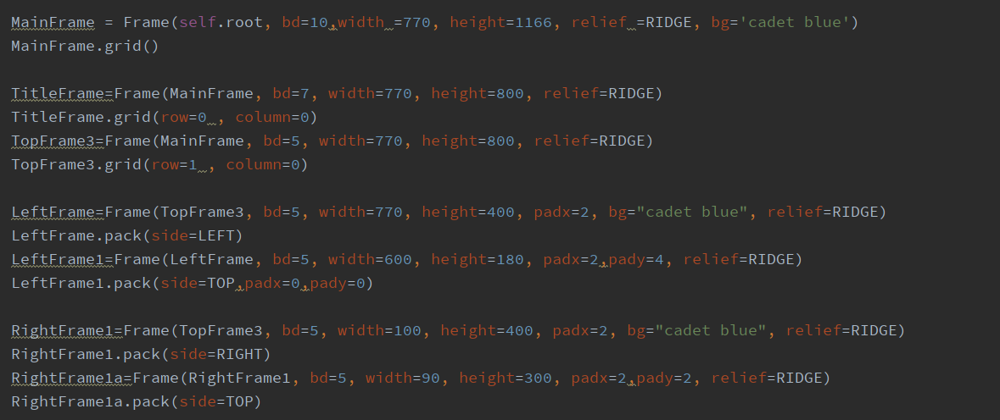 MainFrame = Frame(self.root, bd=10,width =770, height=1166, relief =RIDGE, bg='cadet blue')
MainFrame.grid()
TitleFrame=Frame(MainFrame, bd=7, width=770, height=800, relief=RIDGE)
TitleFrame.grid(row=0 , column=0)
TopFrame3=Frame(MainFrame, bd=5, width=770, height=800, relief=RIDGE)
TopFrame3.grid(row=1 , column=0)
LeftFrame=Frame(TopFrame3, bd=5, width=770, height=400, padx=2, bg="cadet blue", relief=RIDGE)
LeftFrame.pack(side=LEFT)
LeftFrame1=Frame(LeftFrame, bd=5, width=600, height=180, padx=2,pady=4, relief=RIDGE)
LeftFrame1.pack(side=TOP,padx=0,pady=0)
RightFrame1=Frame(TopFrame3, bd=5, width=100, height=400, padx=2, bg="cadet blue", relief=RIDGE)
RightFrame1.pack(side=RIGHT)
RightFrame1a=Frame(RightFrame1, bd=5, width=90, height=300, padx=2,pady=2, relief=RIDGE)
RightFrame1a.pack(side=TOP)